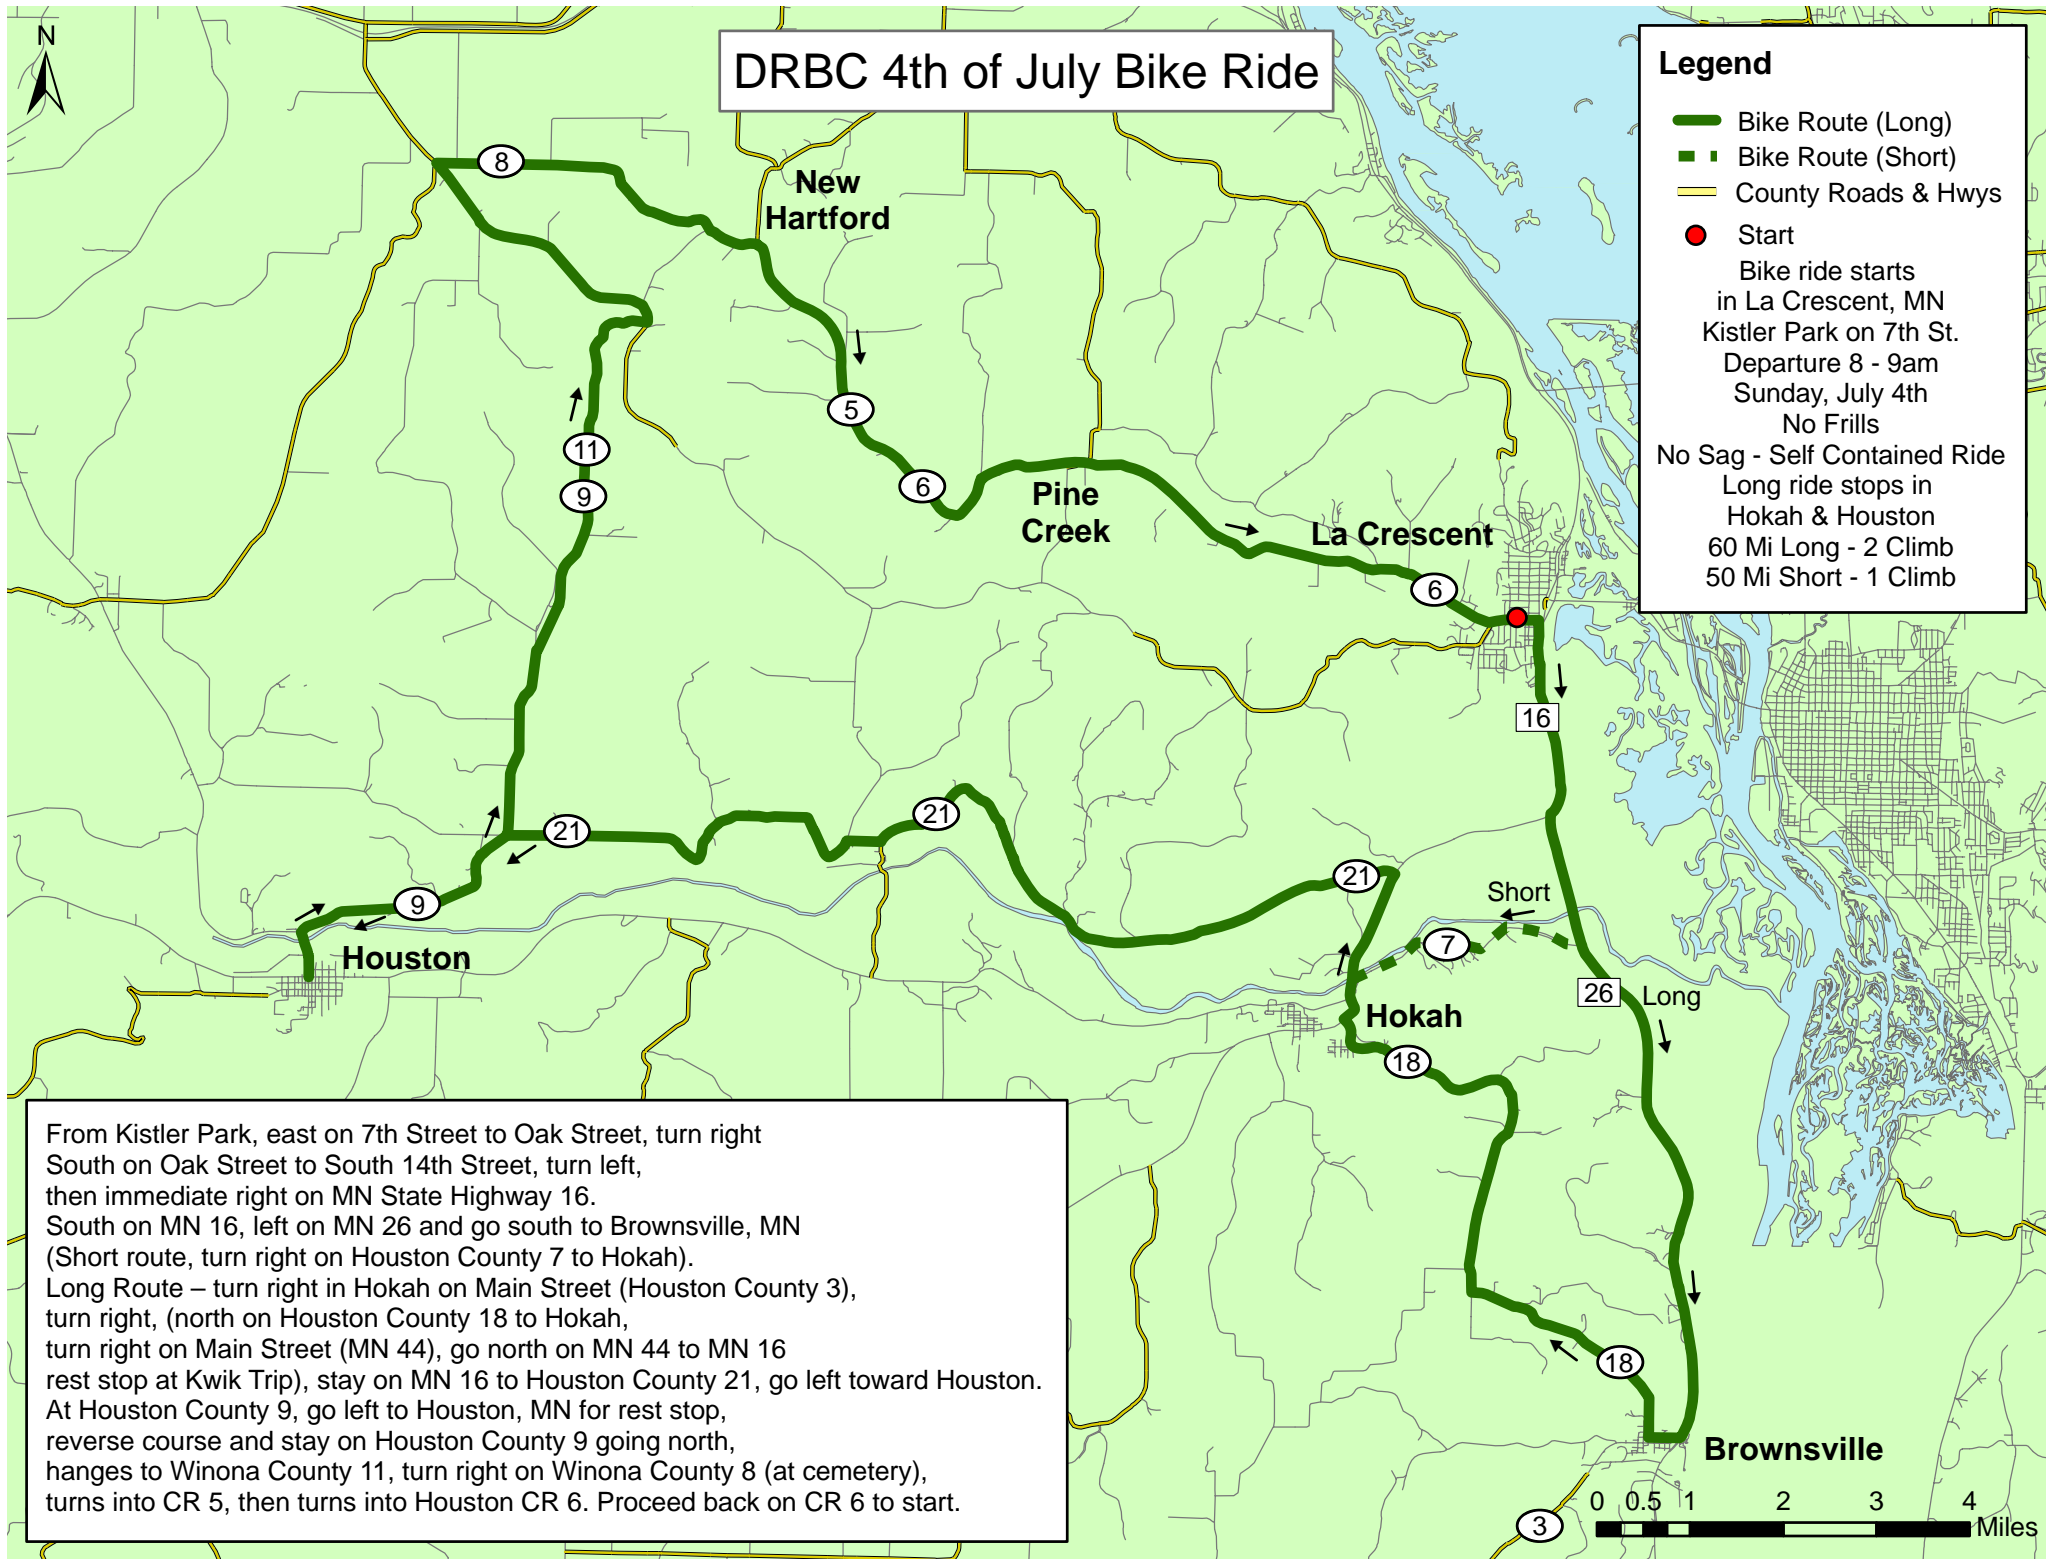 N
DRBC 4th of July Bike Ride
Legend
Bike Route (Long)
Bike Route (Short)
County Roads & Hwys
Start
Bike ride starts
in La Crescent, MN
Kistler Park on 7th St.
Departure 8 - 9am
Sunday, July 4th
No Frills
No Sag - Self Contained Ride
Long ride stops in
Hokah & Houston
60 Mi Long - 2 Climb
50 Mi Short - 1 Climb
8
New
Hartford
5
11
9
6
Pine
Creek
La Crescent
6
16
21
21
21
9
Short
7
Houston
26
Long
Hokah
18
18
Brownsville
3
From Kistler Park, east on 7th Street to Oak Street, turn right
South on Oak Street to South 14th Street, turn left,
then immediate right on MN State Highway 16.
South on MN 16, left on MN 26 and go south to Brownsville, MN
(Short route, turn right on Houston County 7 to Hokah).
Long Route – turn right in Hokah on Main Street (Houston County 3),
turn right, (north on Houston County 18 to Hokah,
turn right on Main Street (MN 44), go north on MN 44 to MN 16
rest stop at Kwik Trip), stay on MN 16 to Houston County 21, go left toward Houston.
At Houston County 9, go left to Houston, MN for rest stop,
reverse course and stay on Houston County 9 going north,
hanges to Winona County 11, turn right on Winona County 8 (at cemetery),
turns into CR 5, then turns into Houston CR 6. Proceed back on CR 6 to start.
0 0.5 1 2 3 4
Miles